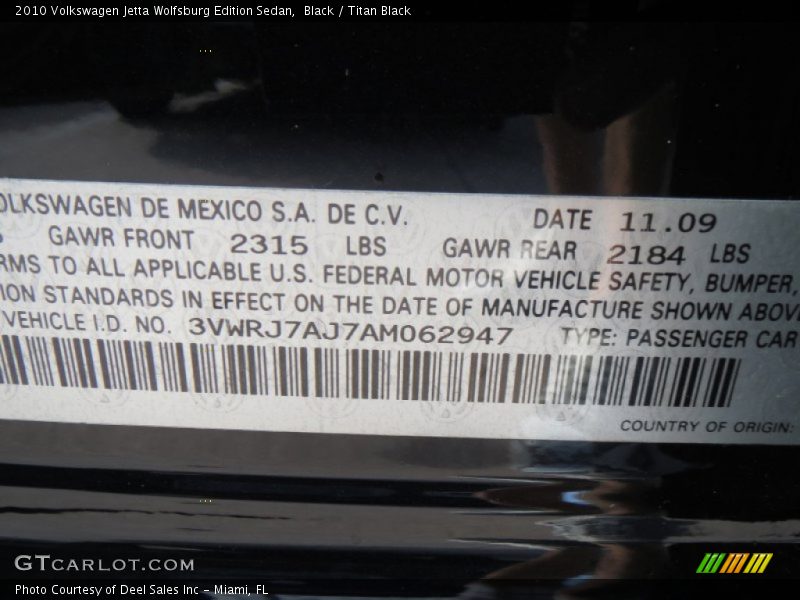 2010 Volkswagen Jetta Wolfsburg Edition Sedan, Black / Titan Black
OLKSWAGEN DE MEXICO S.A. DE C.V. DATE 11.09
GAWR FRONT 2315 LBS GAWR REAR 2184 LBS
RMS TO ALL APPLICABLE U.S. FEDERAL MOTOR VEHICLE SAFETY, BUMPER,
ION STANDARDS IN EFFECT ON THE DATE OF MANUFACTURE SHOWN ABOV
VEHICLE I.D. NO. 3VWRJ7AJ7AM062947 TYPE: PASSENGER CAR
COUNTRY OF ORIGIN:
GTCARLOT.COM
Photo Courtesy of Deel Sales Inc - Miami, FL